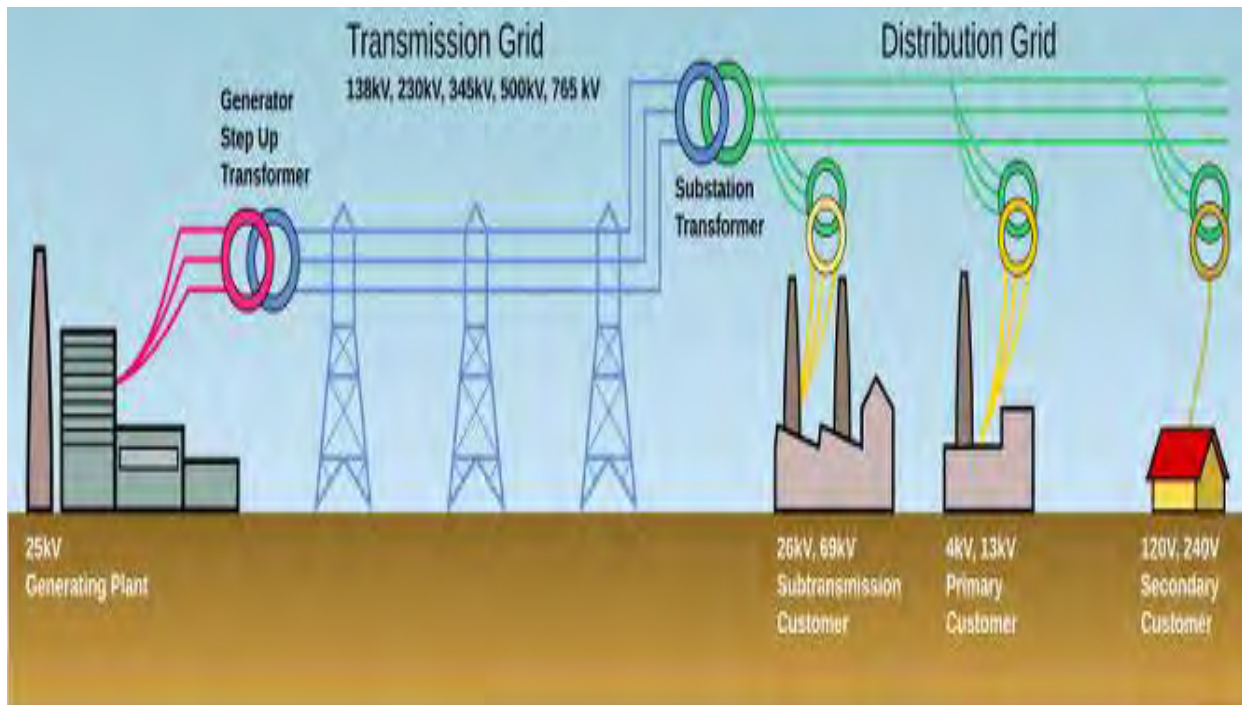 Transmission Grid
138kV, 230kV, 345kV, 500kV, 765 kV
Distribution Grid
Generator
Step Up
Transformer
Substation
Transformer
25kV
Generating Plant
26kV, 69kV
Subtransmission
Customer
4kV, 13kV
Primary
Customer
120V, 240V
Secondary
Customer